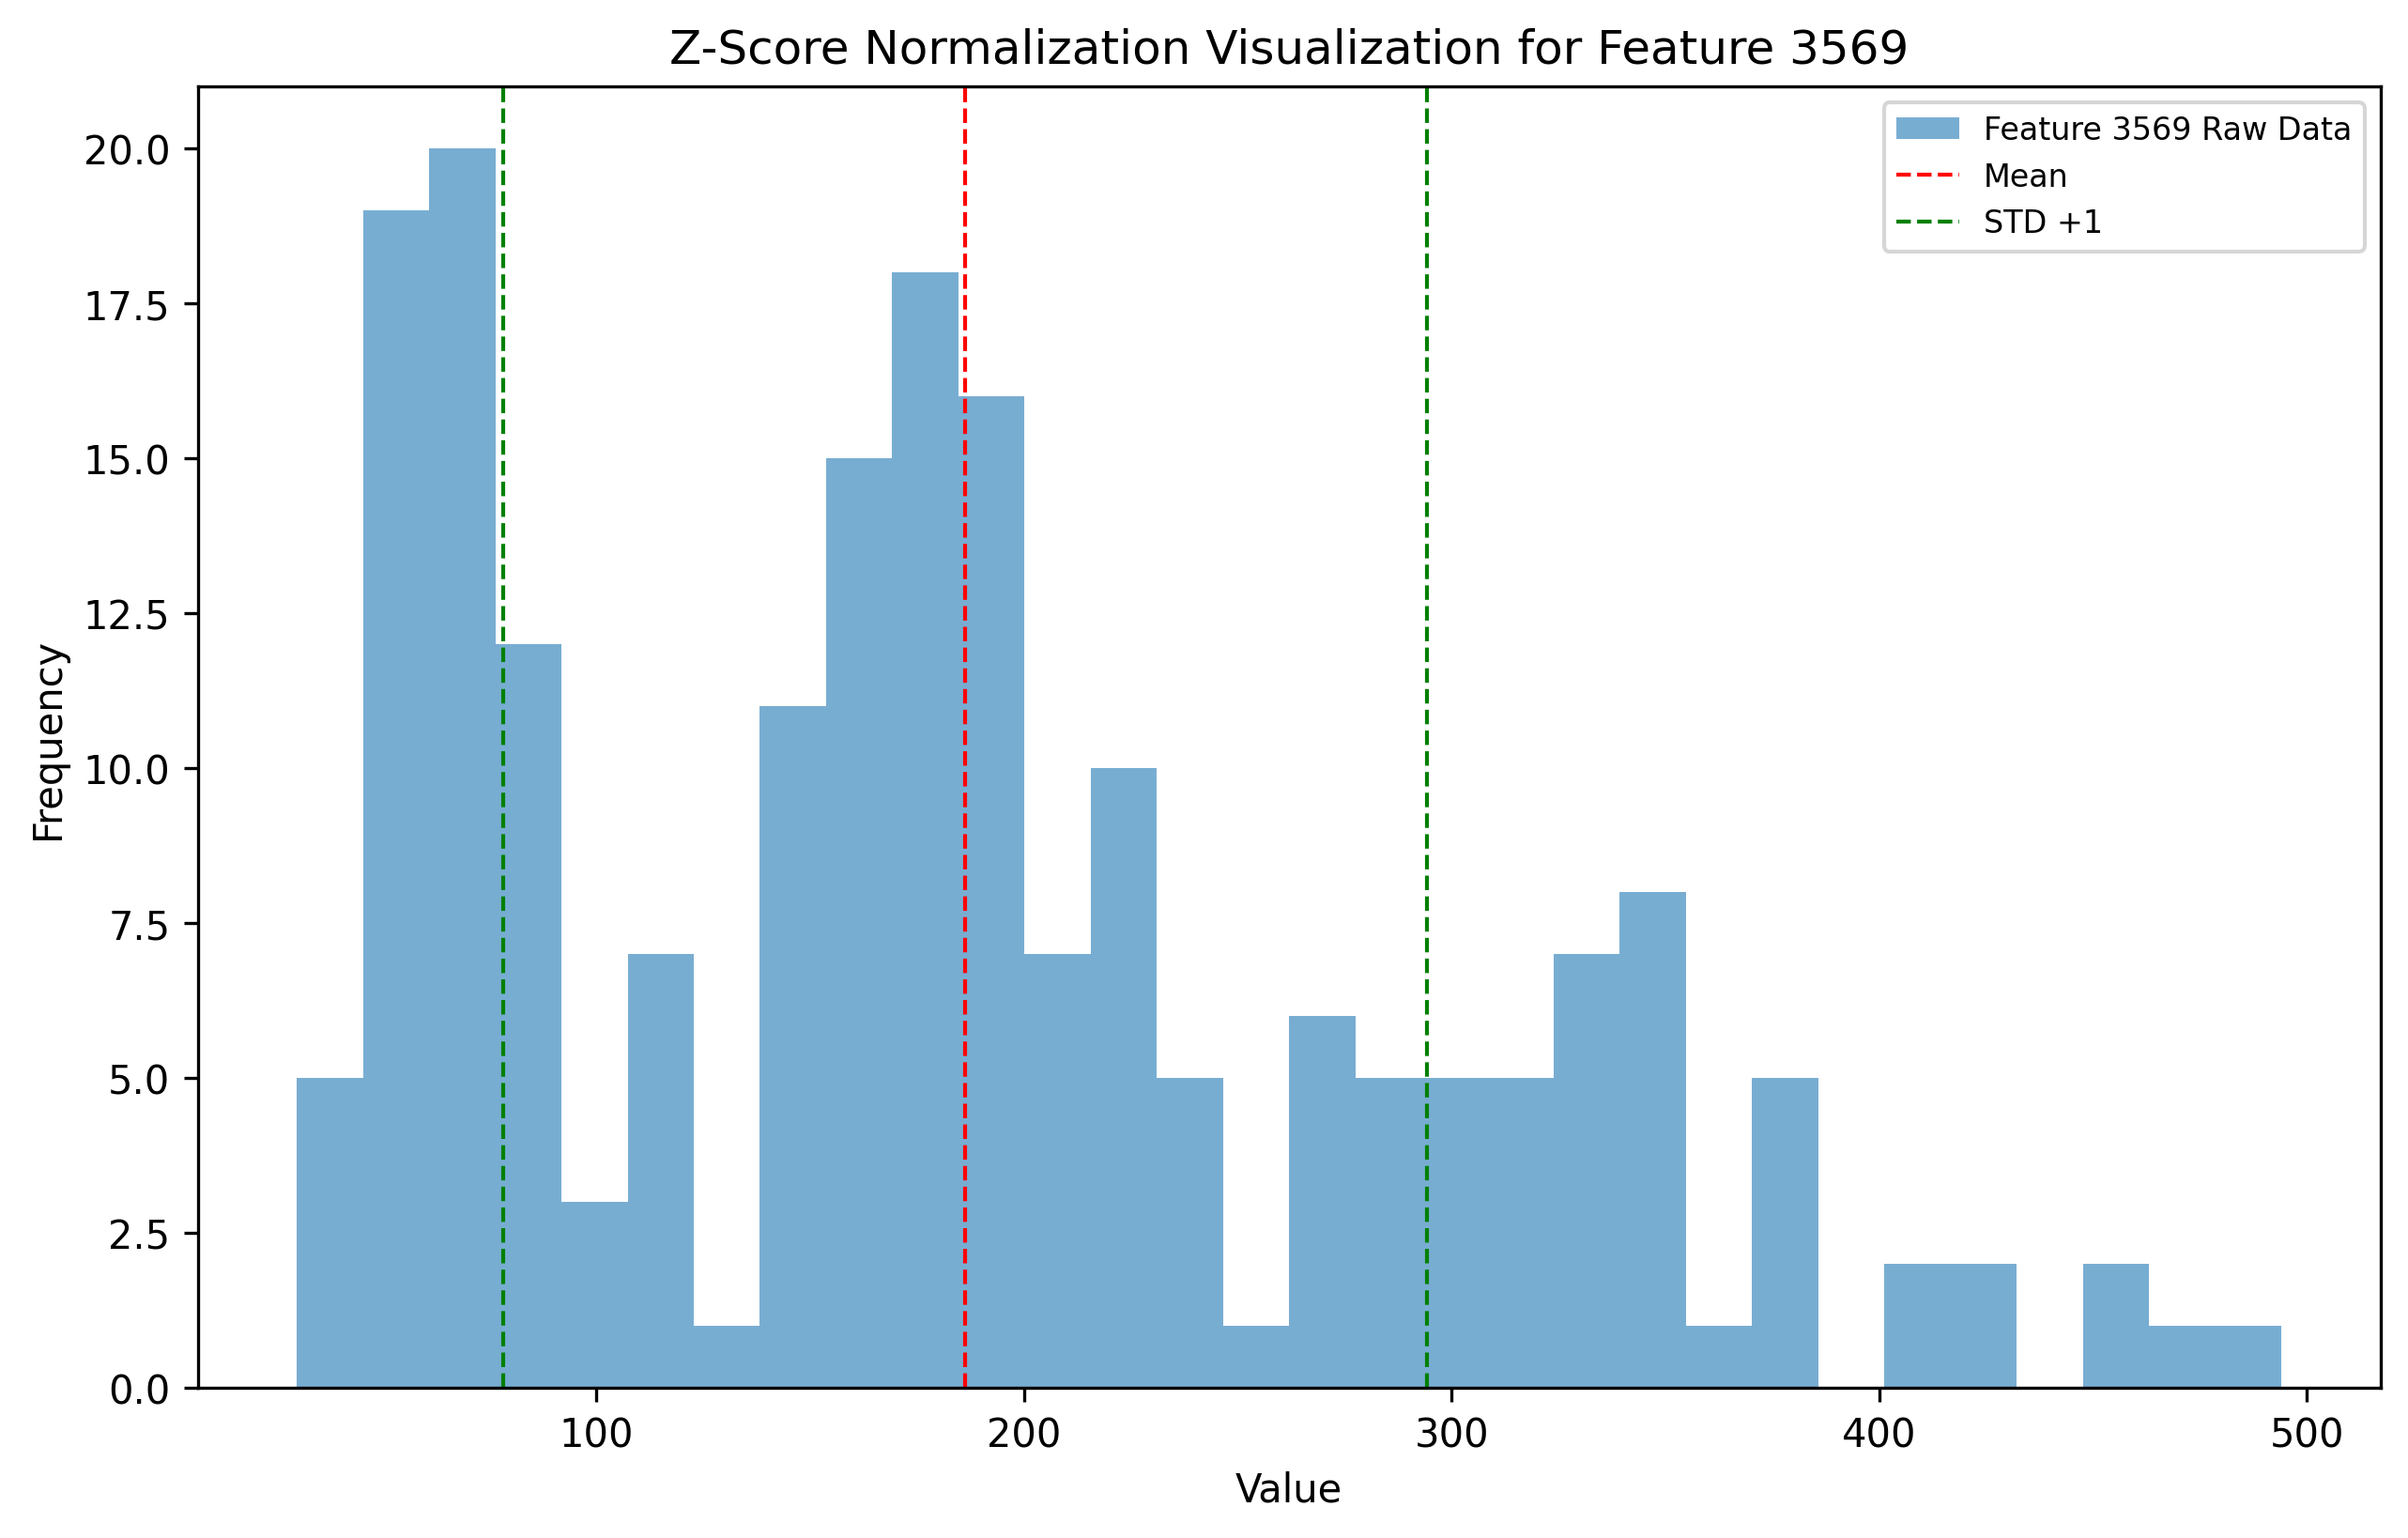 Z-Score Normalization Visualization for Feature 3569
Feature 3569 Raw Data
Mean
STD +1
Frequency
20.0
17.5
15.0
12.5
10.0
7.5
5.0
2.5
0.0
100 200 300 400 500
Value